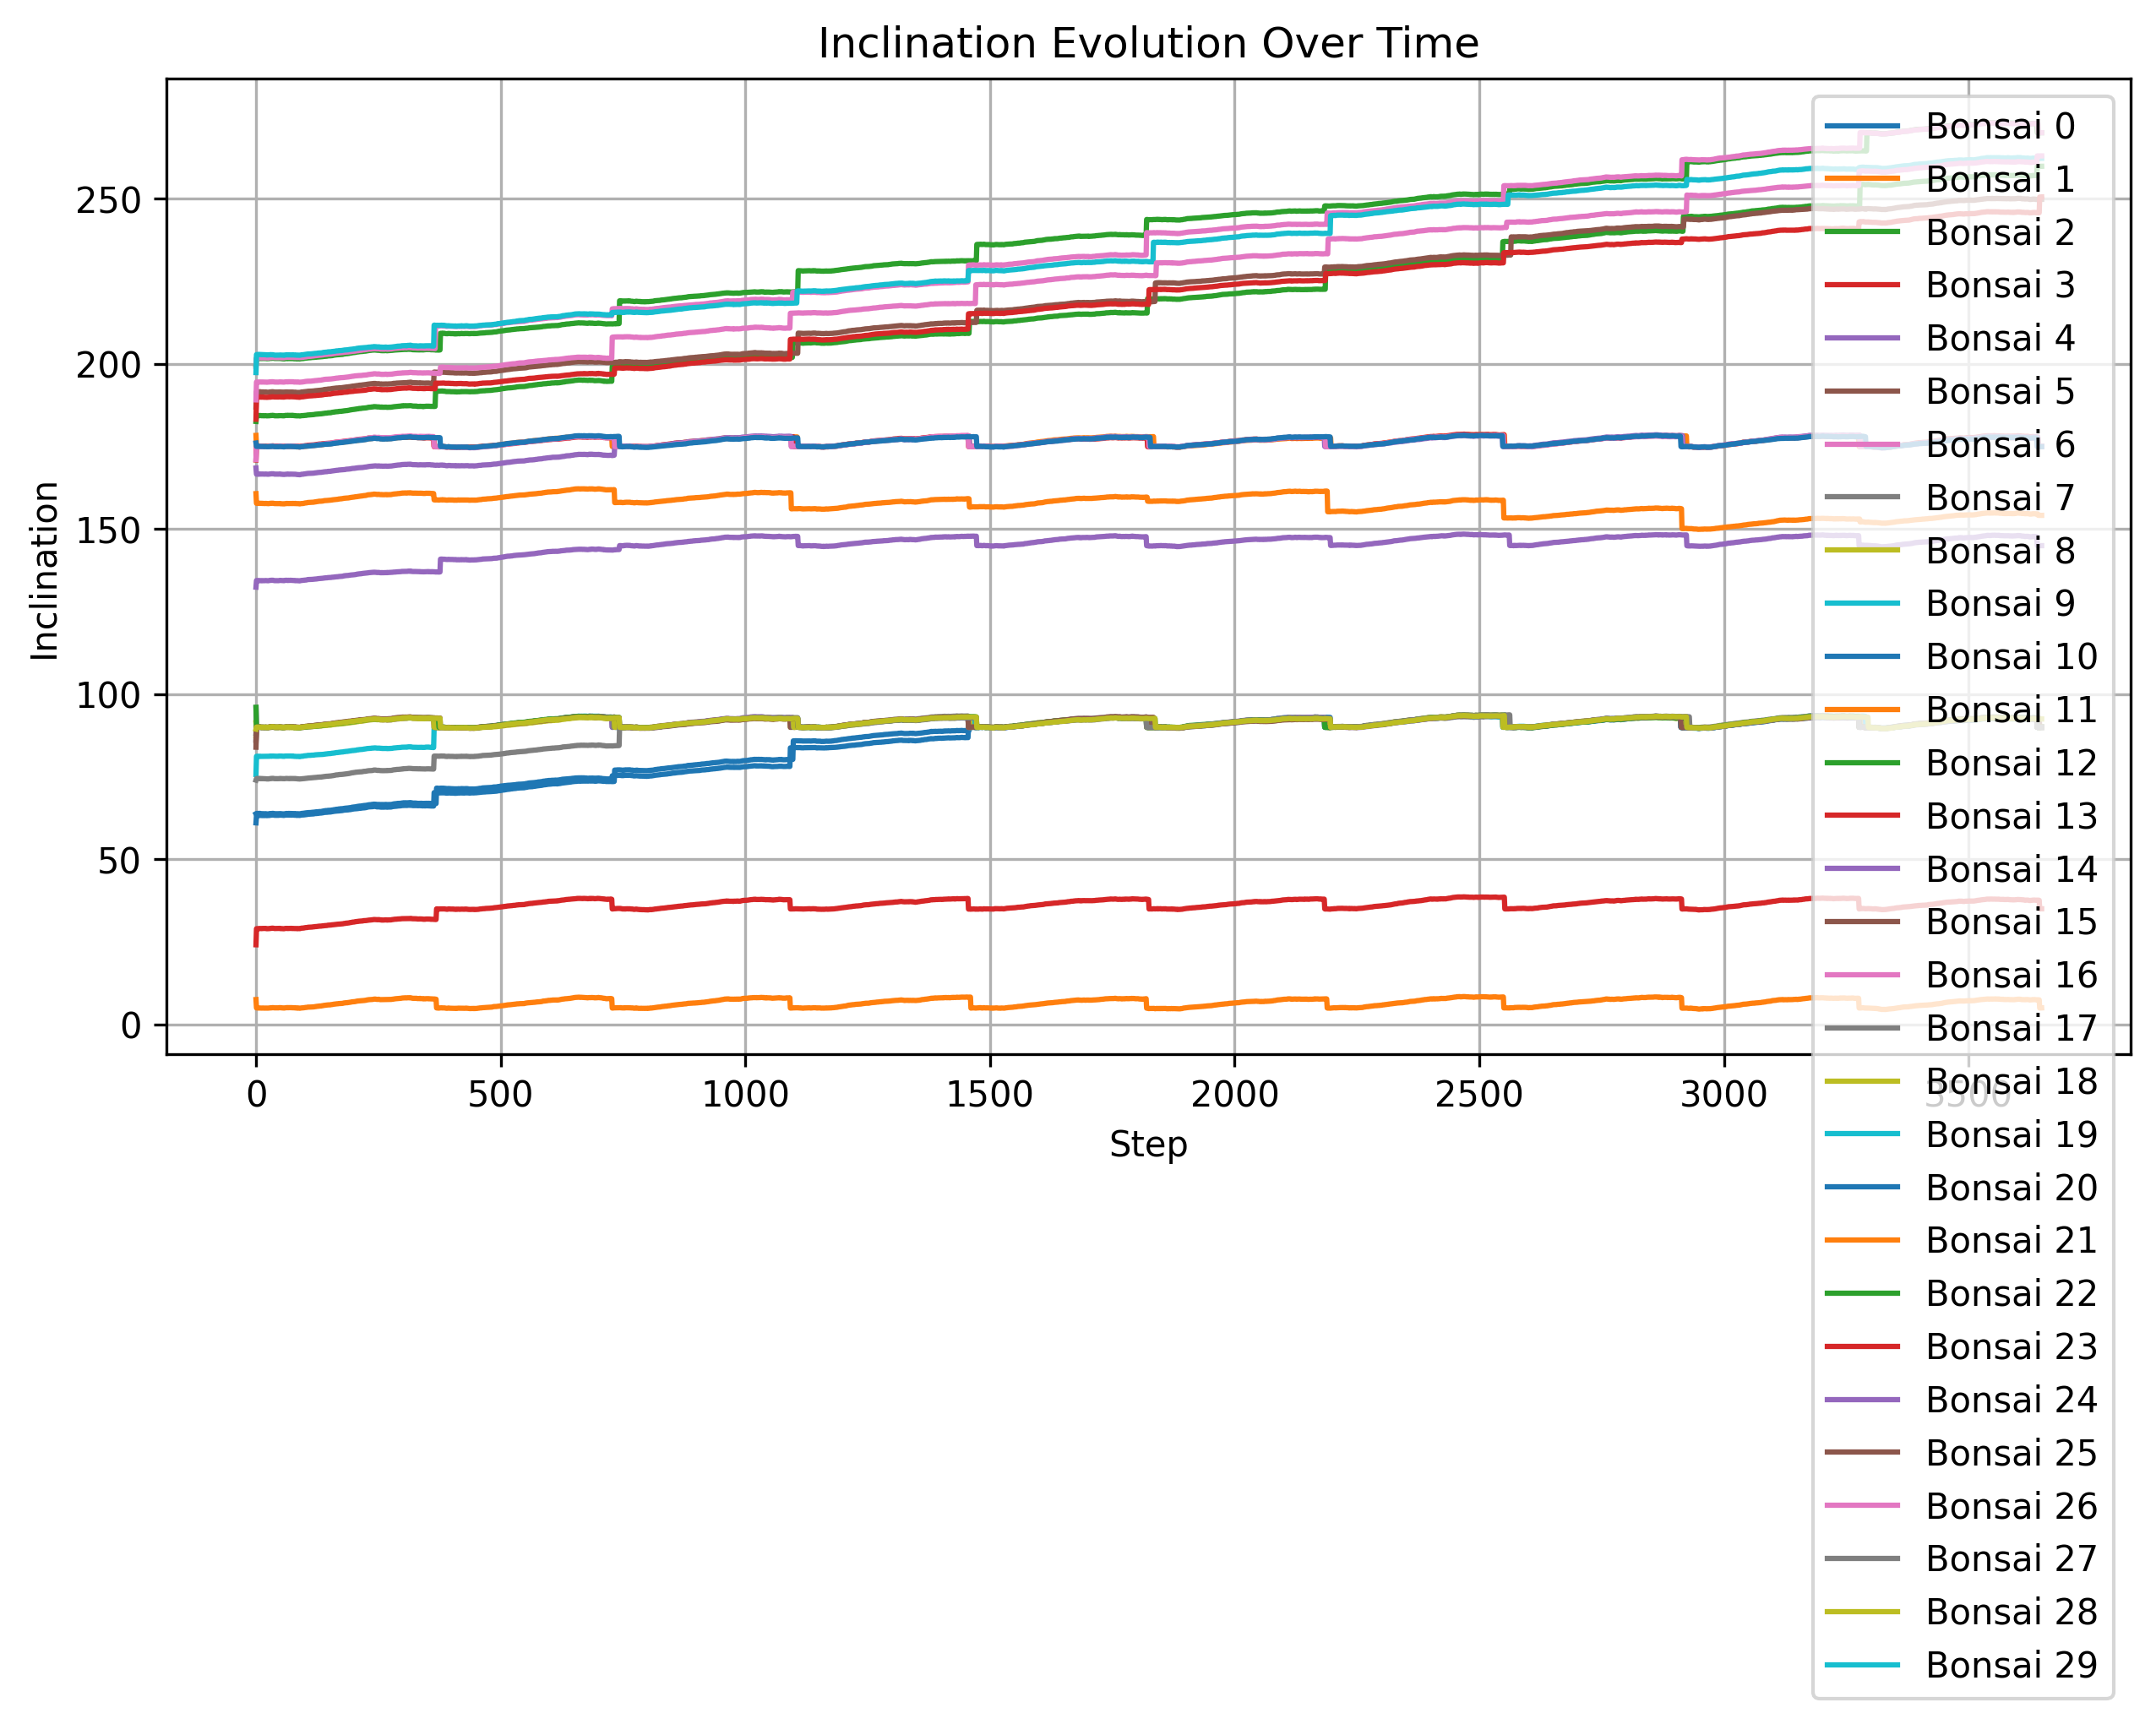 Inclination Evolution Over Time
Inclination
250
200
150
100
50
0
0 500 1000 1500 2000 2500 3000 3500
Step
Bonsai 0
Bonsai 1
Bonsai 2
Bonsai 3
Bonsai 4
Bonsai 5
Bonsai 6
Bonsai 7
Bonsai 8
Bonsai 9
Bonsai 10
Bonsai 11
Bonsai 12
Bonsai 13
Bonsai 14
Bonsai 15
Bonsai 16
Bonsai 17
Bonsai 18
Bonsai 19
Bonsai 20
Bonsai 21
Bonsai 22
Bonsai 23
Bonsai 24
Bonsai 25
Bonsai 26
Bonsai 27
Bonsai 28
Bonsai 29